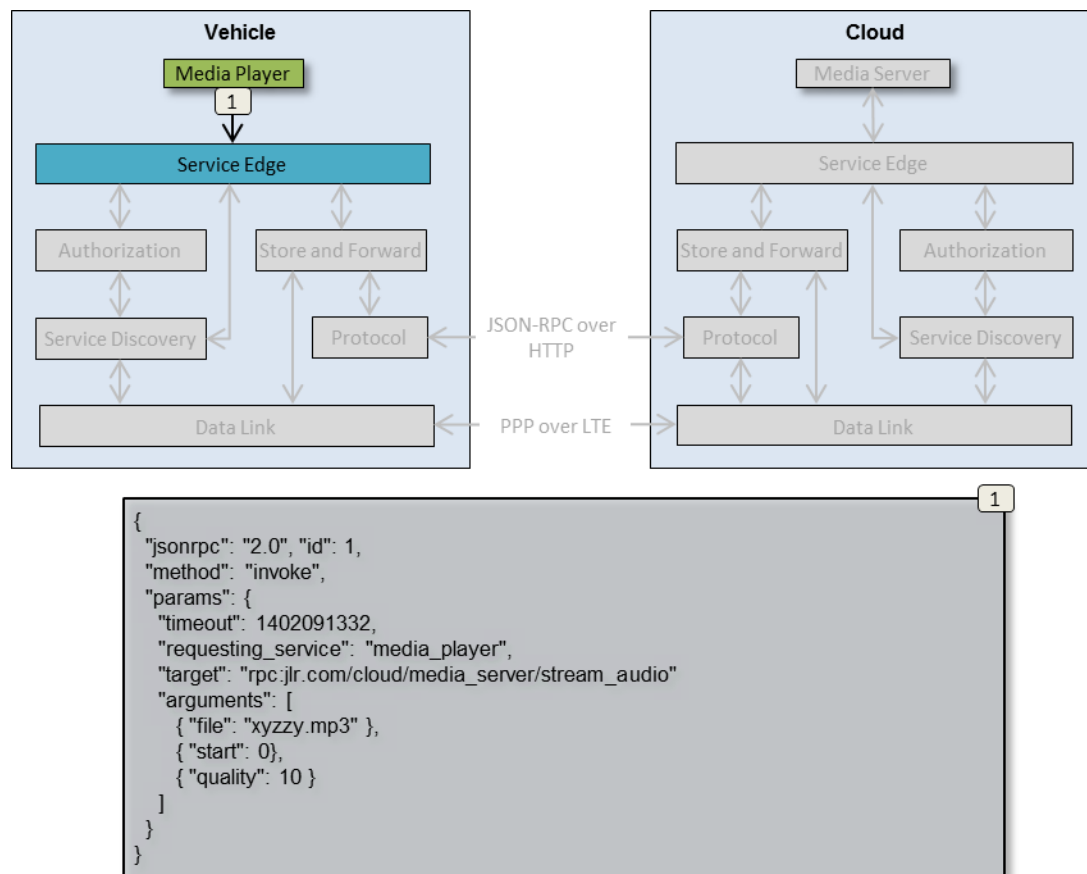 Vehicle
Media Player
1
Service Edge
Authorization
Store and Forward
Service Discovery
Protocol
Data Link
JSON-RPC over
HTTP
PPP over LTE
Cloud
Media Server
Service Edge
Store and Forward
Authorization
Protocol
Service Discovery
Data Link
1
{
"jsonrpc": "2.0", "id": 1,
"method": "invoke",
"params": {
"timeout": 1402091332,
"requesting_service": "media_player",
"target": "rpc:jlr.com/cloud/media_server/stream_audio"
"arguments": [
{ "file": "xyzzy.mp3" },
{ "start": 0},
{ "quality": 10 }
]
}
}